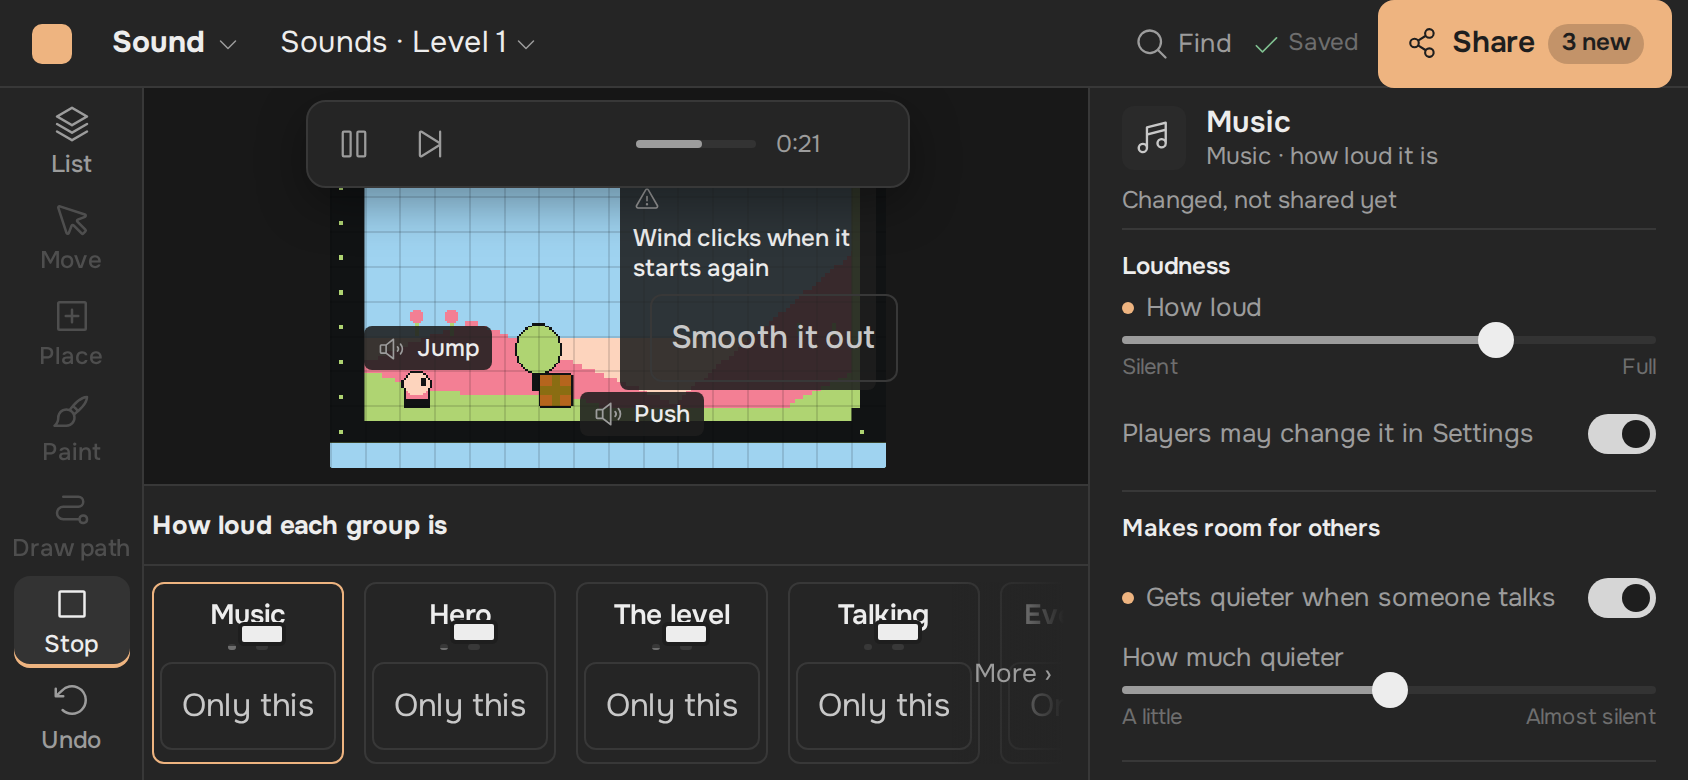 Sound
Sounds · Level 1
Find
Saved
Share
3 new
List
Move
Place
Paint
Draw path
Stop
Undo
0:21
Wind clicks when it
starts again
Smooth it out
Jump
Push
How loud each group is
Music
Only this
Hero
Only this
The level
Only this
Talking
Only this
More ›
Music
Music · how loud it is
Changed, not shared yet
Loudness
How loud
Silent
Full
Players may change it in Settings
Makes room for others
Gets quieter when someone talks
How much quieter
A little
Almost silent